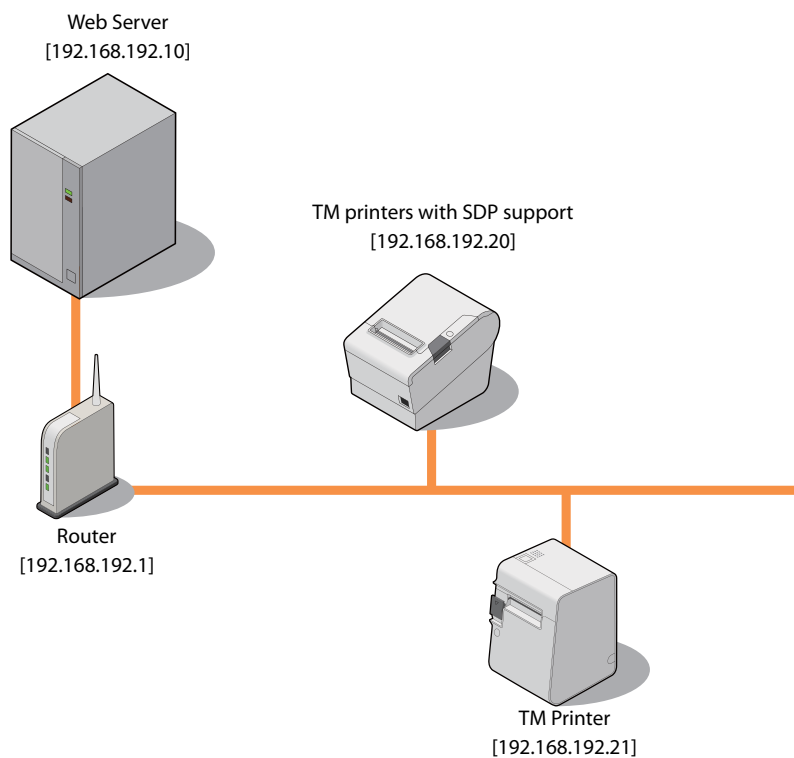 Web Server
[192.168.192.10]
TM printers with SDP support
[192.168.192.20]
Router
[192.168.192.1]
TM Printer
[192.168.192.21]